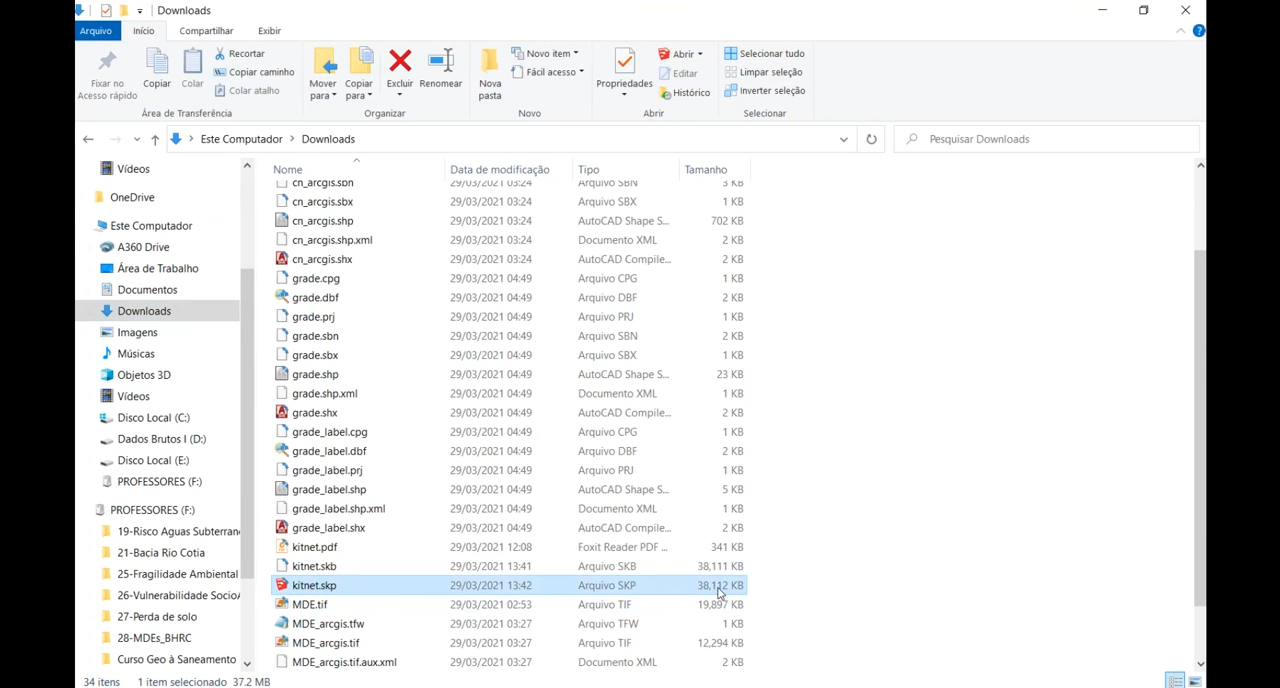 Downloads
Arquivo Início Compartilhar Exibir
Fixar no Acesso rápido
Copiar
Colar
Recortar
Copiar caminho
Colar atalho
Mover para
Copiar para
Excluir
Renomear
Nova pasta
Novo item
Fácil acesso
Propriedades
Abrir
Editar
Histórico
Selecionar tudo
Limpar seleção
Inverter seleção
Área de Transferência Organizar Novo Abrir Selecionar
Este Computador > Downloads
Pesquisar Downloads
Vídeos
OneDrive
Este Computador
A360 Drive
Área de Trabalho
Documentos
Downloads
Imagens
Músicas
Objetos 3D
Vídeos
Disco Local (C:)
Dados Brutos I (D:)
Disco Local (E:)
PROFESSORES (F:)
PROFESSORES (F:)
19-Risco Aguas Subterran
21-Bacia Rio Cotia
25-Fragilidade Ambiental
26-Vulnerabilidade Socio
27-Perda de solo
28-MDEs_BHRC
Curso Geo à Saneamento
Nome Data de modificação Tipo Tamanho
cn_arcgis.sbn 29/03/2021 03:24 Arquivo SBN 3 KB
cn_arcgis.sbx 29/03/2021 03:24 Arquivo SBX 1 KB
cn_arcgis.shp 29/03/2021 03:24 AutoCAD Shape S... 702 KB
cn_arcgis.shp.xml 29/03/2021 03:24 Documento XML 2 KB
cn_arcgis.shx 29/03/2021 03:24 AutoCAD Compile... 2 KB
grade.cpg 29/03/2021 04:49 Arquivo CPG 1 KB
grade.dbf 29/03/2021 04:49 Arquivo DBF 2 KB
grade.prj 29/03/2021 04:49 Arquivo PRJ 1 KB
grade.sbn 29/03/2021 04:49 Arquivo SBN 2 KB
grade.sbx 29/03/2021 04:49 Arquivo SBX 1 KB
grade.shp 29/03/2021 04:49 AutoCAD Shape S... 23 KB
grade.shp.xml 29/03/2021 04:49 Documento XML 1 KB
grade.shx 29/03/2021 04:49 AutoCAD Compile... 2 KB
grade_label.cpg 29/03/2021 04:49 Arquivo CPG 1 KB
grade_label.dbf 29/03/2021 04:49 Arquivo DBF 2 KB
grade_label.prj 29/03/2021 04:49 Arquivo PRJ 1 KB
grade_label.shp 29/03/2021 04:49 AutoCAD Shape S... 5 KB
grade_label.shp.xml 29/03/2021 04:49 Documento XML 1 KB
grade_label.shx 29/03/2021 04:49 AutoCAD Compile... 2 KB
kitnet.pdf 29/03/2021 12:08 Foxit Reader PDF ... 341 KB
kitnet.skb 29/03/2021 13:41 Arquivo SKB 38,111 KB
kitnet.skp 29/03/2021 13:42 Arquivo SKP 38,112 KB
MDE.tif 29/03/2021 02:53 Arquivo TIF 19,897 KB
MDE_arcgis.tfw 29/03/2021 03:27 Arquivo TFW 1 KB
MDE_arcgis.tif 29/03/2021 03:27 Arquivo TIF 12,294 KB
MDE_arcgis.tif.aux.xml 29/03/2021 03:27 Documento XML 2 KB
34 itens 1 item selecionado 37.2 MB